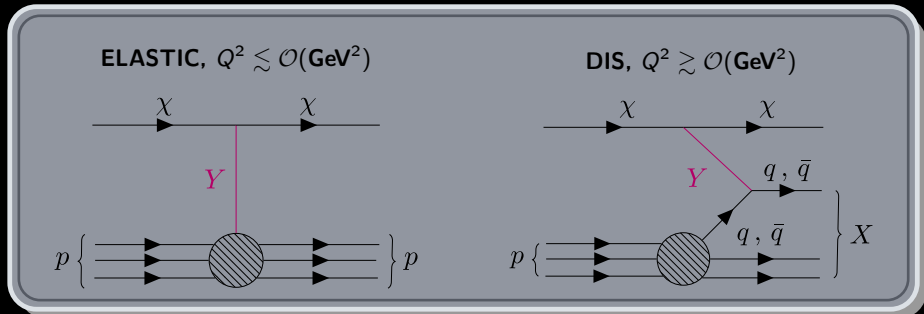 ELASTIC, Q² ≲ 𝒪(GeV²)
χ χ
Y
p p
DIS, Q² ≳ 𝒪(GeV²)
χ χ
Y
q , q̄
q , q̄
X
p